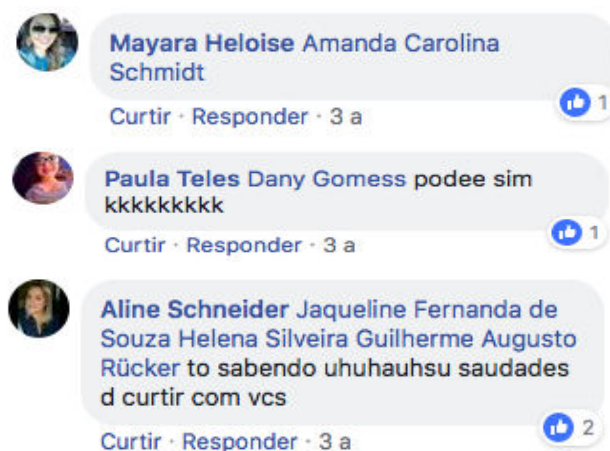 Mayara Heloise Amanda Carolina
Schmidt
1
Curtir · Responder · 3 a
Paula Teles Dany Gomess podee sim
kkkkkkkkk
1
Curtir · Responder · 3 a
Aline Schneider Jaqueline Fernanda de
Souza Helena Silveira Guilherme Augusto
Rücker to sabendo uhuhauhsu saudades
d curtir com vcs
2
Curtir · Responder · 3 a